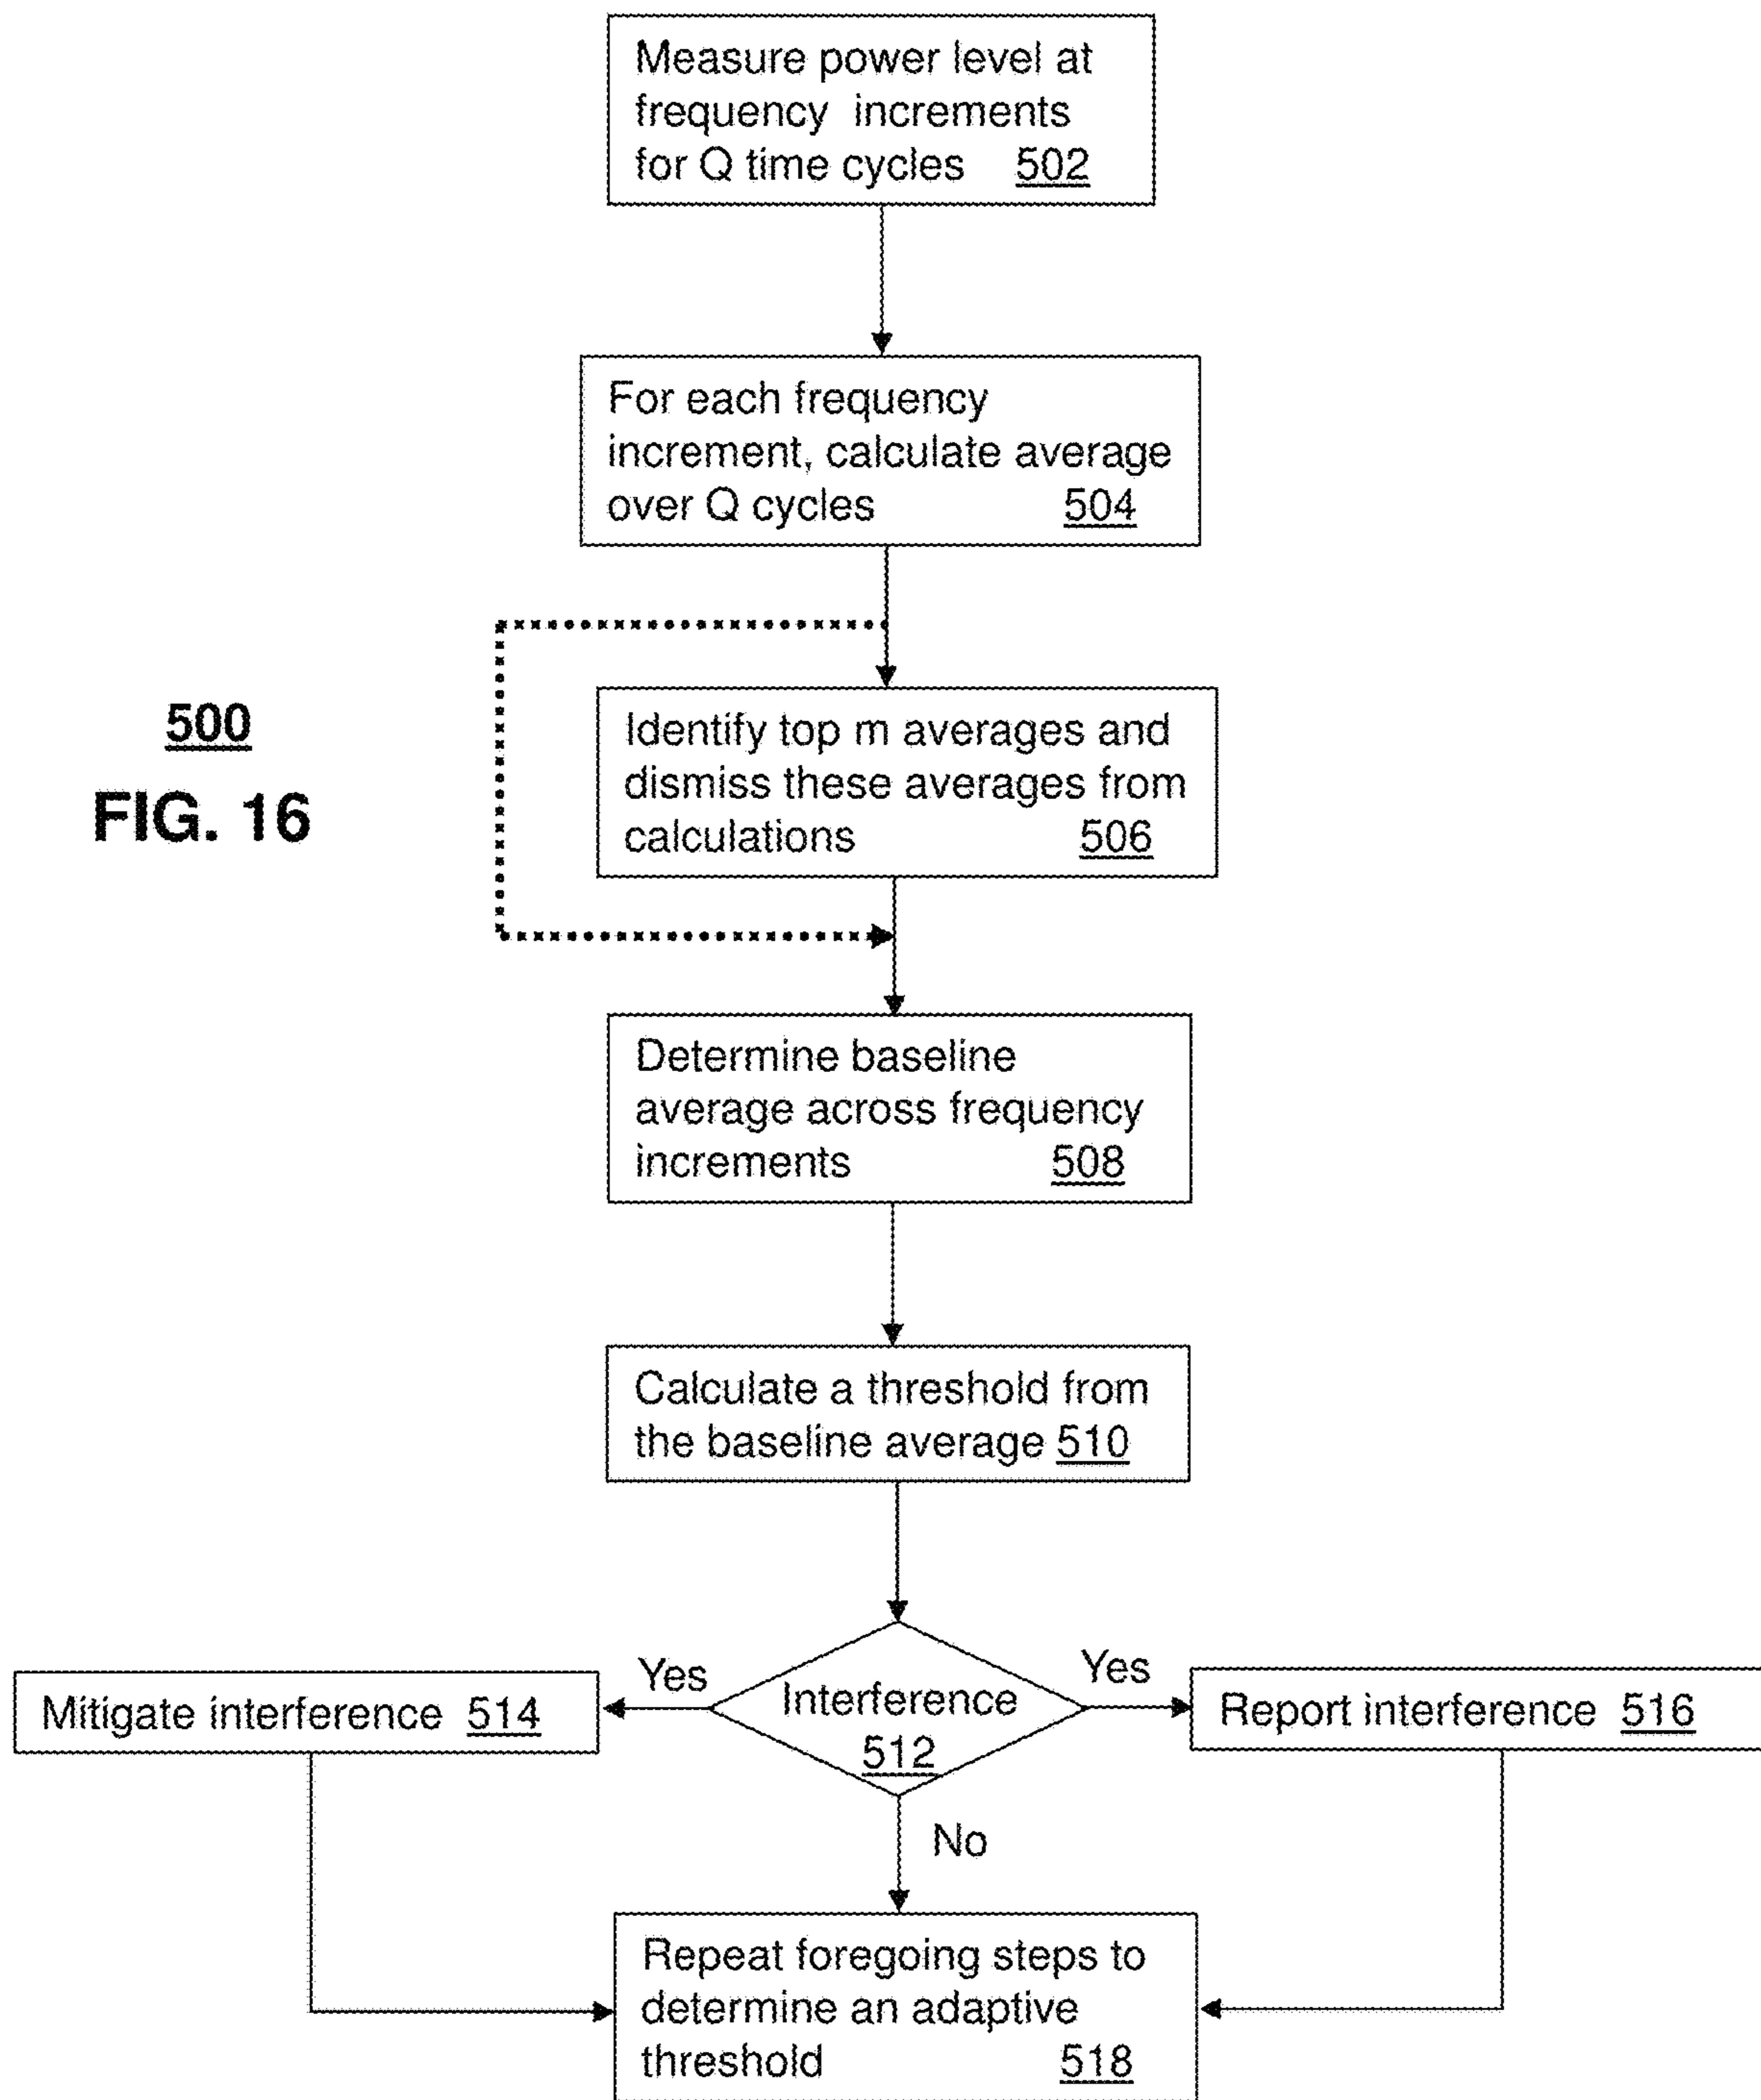 Measure power level at
frequency increments
for Q time cycles 502
For each frequency
increment, calculate average
over Q cycles 504
500
FIG. 16
Identify top m averages and
dismiss these averages from
calculations 506
Determine baseline
average across frequency
increments 508
Calculate a threshold from
the baseline average 510
Yes
Yes
Mitigate interference 514
Interference
512
Report interference 516
No
Repeat foregoing steps to
determine an adaptive
threshold 518